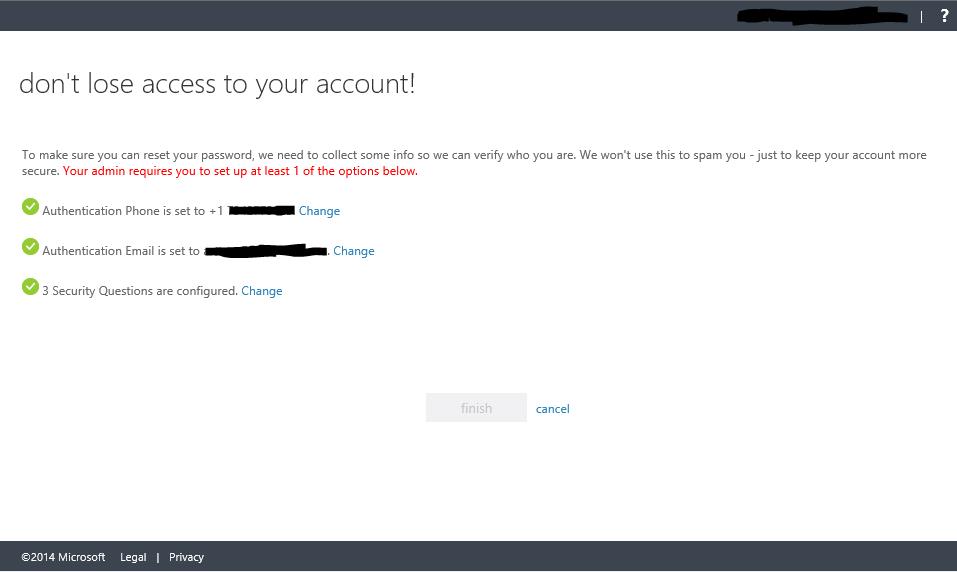 | ?
don't lose access to your account!
To make sure you can reset your password, we need to collect some info so we can verify who you are. We won't use this to spam you - just to keep your account more
secure. Your admin requires you to set up at least 1 of the options below.
Authentication Phone is set to +1 Change
Authentication Email is set to . Change
3 Security Questions are configured. Change
finish cancel
©2014 Microsoft Legal | Privacy